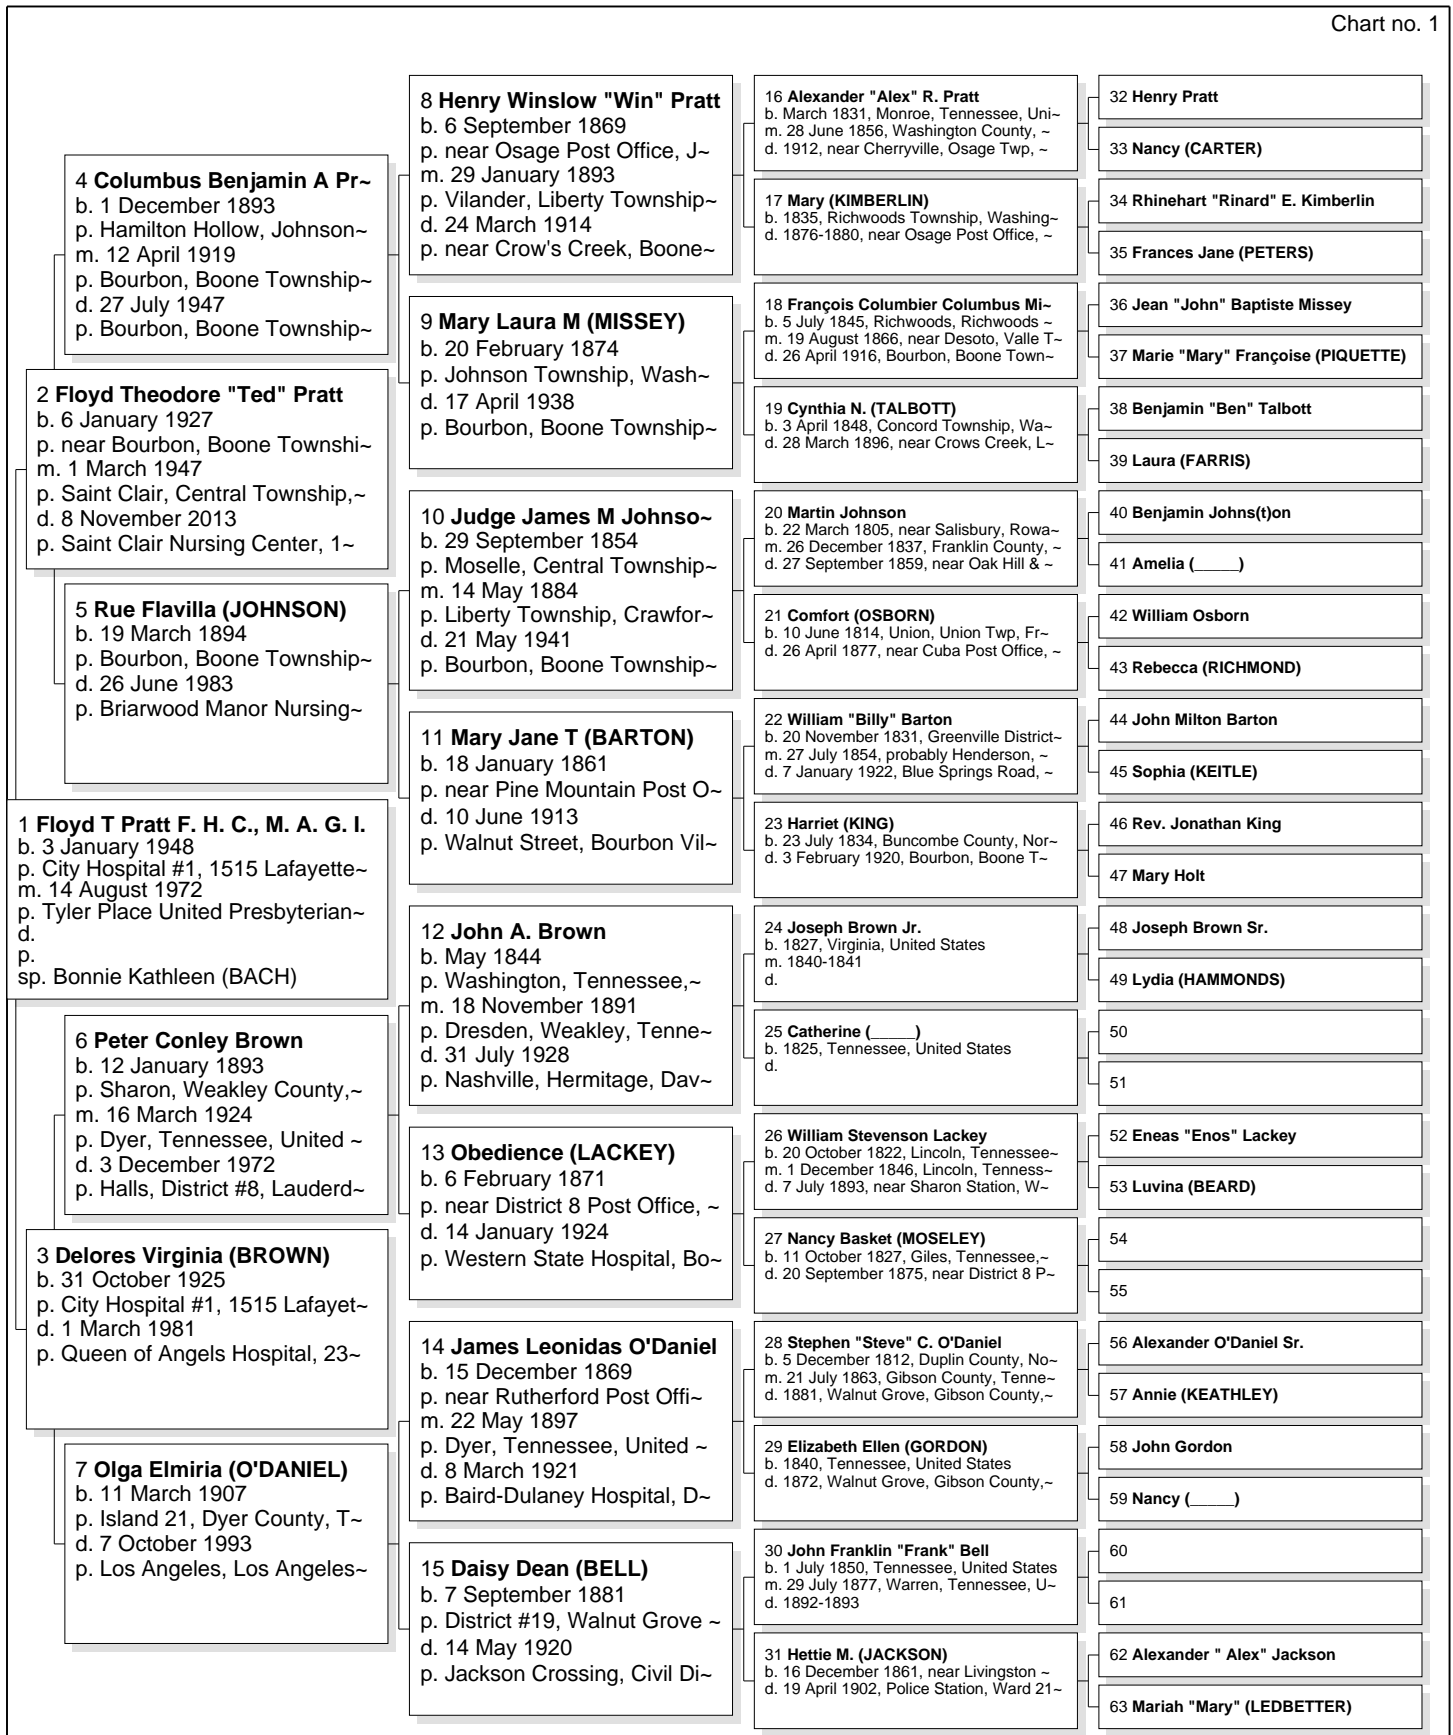 Chart no. 1
1 Floyd T Pratt F. H. C., M. A. G. I.
b. 3 January 1948
p. City Hospital #1, 1515 Lafayette~
m. 14 August 1972
p. Tyler Place United Presbyterian~
d.
p.
sp. Bonnie Kathleen (BACH)
2 Floyd Theodore "Ted" Pratt
b. 6 January 1927
p. near Bourbon, Boone Townshi~
m. 1 March 1947
p. Saint Clair, Central Township,~
d. 8 November 2013
p. Saint Clair Nursing Center, 1~
3 Delores Virginia (BROWN)
b. 31 October 1925
p. City Hospital #1, 1515 Lafayet~
d. 1 March 1981
p. Queen of Angels Hospital, 23~
4 Columbus Benjamin A Pr~
b. 1 December 1893
p. Hamilton Hollow, Johnson~
m. 12 April 1919
p. Bourbon, Boone Township~
d. 27 July 1947
p. Bourbon, Boone Township~
5 Rue Flavilla (JOHNSON)
b. 19 March 1894
p. Bourbon, Boone Township~
d. 26 June 1983
p. Briarwood Manor Nursing~
6 Peter Conley Brown
b. 12 January 1893
p. Sharon, Weakley County,~
m. 16 March 1924
p. Dyer, Tennessee, United ~
d. 3 December 1972
p. Halls, District #8, Lauderd~
7 Olga Elmiria (O'DANIEL)
b. 11 March 1907
p. Island 21, Dyer County, T~
d. 7 October 1993
p. Los Angeles, Los Angeles~
8 Henry Winslow "Win" Pratt
b. 6 September 1869
p. near Osage Post Office, J~
m. 29 January 1893
p. Vilander, Liberty Township~
d. 24 March 1914
p. near Crow's Creek, Boone~
9 Mary Laura M (MISSEY)
b. 20 February 1874
p. Johnson Township, Wash~
d. 17 April 1938
p. Bourbon, Boone Township~
10 Judge James M Johnso~
b. 29 September 1854
p. Moselle, Central Township~
m. 14 May 1884
p. Liberty Township, Crawfor~
d. 21 May 1941
p. Bourbon, Boone Township~
11 Mary Jane T (BARTON)
b. 18 January 1861
p. near Pine Mountain Post O~
d. 10 June 1913
p. Walnut Street, Bourbon Vil~
12 John A. Brown
b. May 1844
p. Washington, Tennessee,~
m. 18 November 1891
p. Dresden, Weakley, Tenne~
d. 31 July 1928
p. Nashville, Hermitage, Dav~
13 Obedience (LACKEY)
b. 6 February 1871
p. near District 8 Post Office, ~
d. 14 January 1924
p. Western State Hospital, Bo~
14 James Leonidas O'Daniel
b. 15 December 1869
p. near Rutherford Post Offi~
m. 22 May 1897
p. Dyer, Tennessee, United ~
d. 8 March 1921
p. Baird-Dulaney Hospital, D~
15 Daisy Dean (BELL)
b. 7 September 1881
p. District #19, Walnut Grove ~
d. 14 May 1920
p. Jackson Crossing, Civil Di~
16 Alexander "Alex" R. Pratt
b. March 1831, Monroe, Tennessee, Uni~
m. 28 June 1856, Washington County, ~
d. 1912, near Cherryville, Osage Twp, ~
17 Mary (KIMBERLIN)
b. 1835, Richwoods Township, Washing~
d. 1876-1880, near Osage Post Office, ~
18 François Columbier Columbus Mi~
b. 5 July 1845, Richwoods, Richwoods ~
m. 19 August 1866, near Desoto, Valle T~
d. 26 April 1916, Bourbon, Boone Town~
19 Cynthia N. (TALBOTT)
b. 3 April 1848, Concord Township, Wa~
d. 28 March 1896, near Crows Creek, L~
20 Martin Johnson
b. 22 March 1805, near Salisbury, Rowa~
m. 26 December 1837, Franklin County, ~
d. 27 September 1859, near Oak Hill & ~
21 Comfort (OSBORN)
b. 10 June 1814, Union, Union Twp, Fr~
d. 26 April 1877, near Cuba Post Office, ~
22 William "Billy" Barton
b. 20 November 1831, Greenville District~
m. 27 July 1854, probably Henderson, ~
d. 7 January 1922, Blue Springs Road, ~
23 Harriet (KING)
b. 23 July 1834, Buncombe County, Nor~
d. 3 February 1920, Bourbon, Boone T~
24 Joseph Brown Jr.
b. 1827, Virginia, United States
m. 1840-1841
d.
25 Catherine (_____)
b. 1825, Tennessee, United States
d.
26 William Stevenson Lackey
b. 20 October 1822, Lincoln, Tennessee~
m. 1 December 1846, Lincoln, Tenness~
d. 7 July 1893, near Sharon Station, W~
27 Nancy Basket (MOSELEY)
b. 11 October 1827, Giles, Tennessee,~
d. 20 September 1875, near District 8 P~
28 Stephen "Steve" C. O'Daniel
b. 5 December 1812, Duplin County, No~
m. 21 July 1863, Gibson County, Tenne~
d. 1881, Walnut Grove, Gibson County,~
29 Elizabeth Ellen (GORDON)
b. 1840, Tennessee, United States
d. 1872, Walnut Grove, Gibson County,~
30 John Franklin "Frank" Bell
b. 1 July 1850, Tennessee, United States
m. 29 July 1877, Warren, Tennessee, U~
d. 1892-1893
31 Hettie M. (JACKSON)
b. 16 December 1861, near Livingston ~
d. 19 April 1902, Police Station, Ward 21~
32 Henry Pratt
33 Nancy (CARTER)
34 Rhinehart "Rinard" E. Kimberlin
35 Frances Jane (PETERS)
36 Jean "John" Baptiste Missey
37 Marie "Mary" Françoise (PIQUETTE)
38 Benjamin "Ben" Talbott
39 Laura (FARRIS)
40 Benjamin Johns(t)on
41 Amelia (_____)
42 William Osborn
43 Rebecca (RICHMOND)
44 John Milton Barton
45 Sophia (KEITLE)
46 Rev. Jonathan King
47 Mary Holt
48 Joseph Brown Sr.
49 Lydia (HAMMONDS)
50
51
52 Eneas "Enos" Lackey
53 Luvina (BEARD)
54
55
56 Alexander O'Daniel Sr.
57 Annie (KEATHLEY)
58 John Gordon
59 Nancy (_____)
60
61
62 Alexander " Alex" Jackson
63 Mariah "Mary" (LEDBETTER)